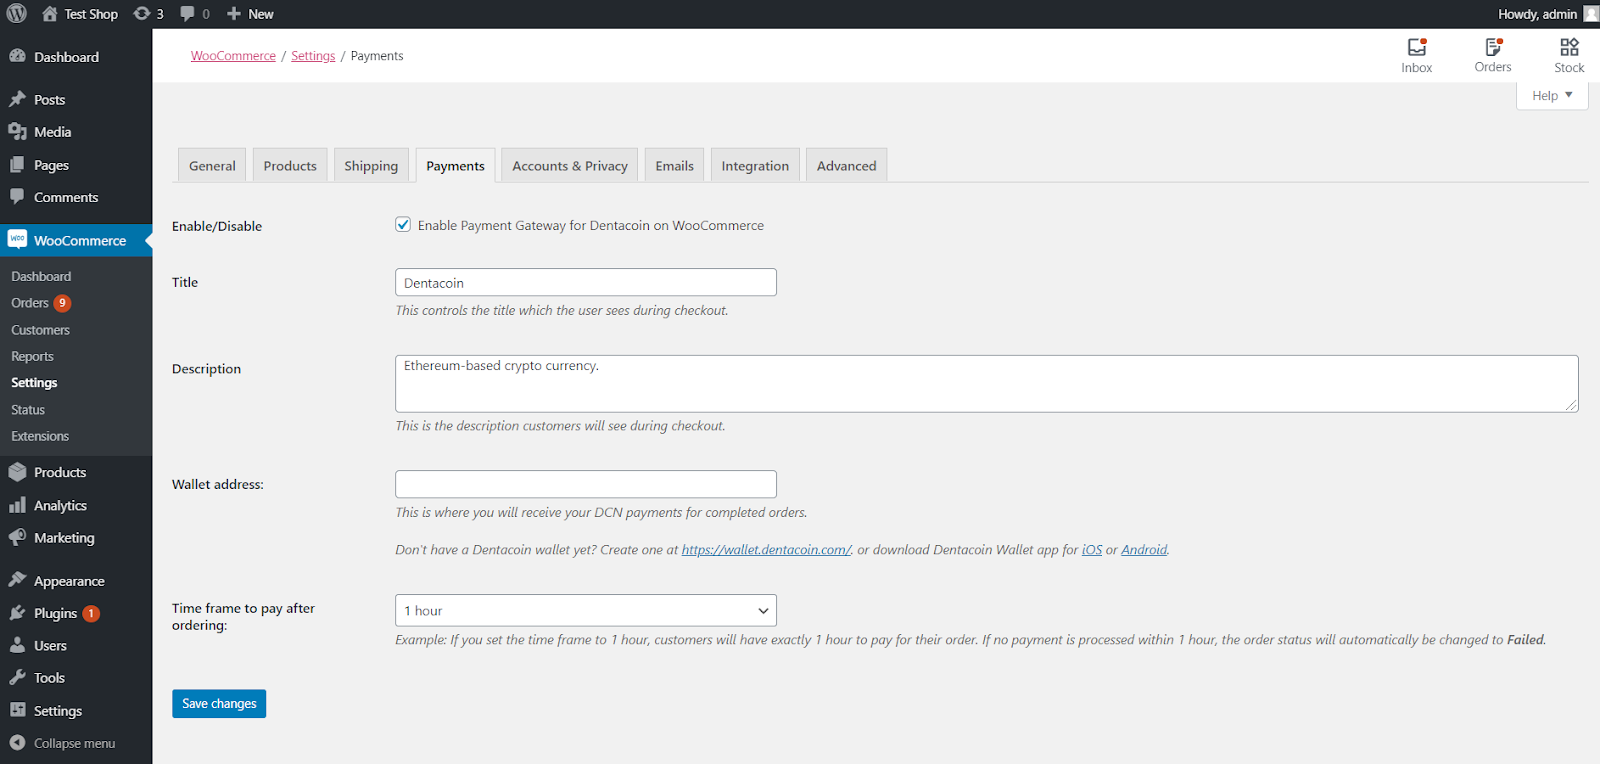 Test Shop 3 0 New Howdy, admin
Dashboard
Posts
Media
Pages
Comments
woo WooCommerce
Dashboard
Orders 9
Customers
Reports
Settings
Status
Extensions
Products
Analytics
Marketing
Appearance
Plugins 1
Users
Tools
Settings
Collapse menu
WooCommerce / Settings / Payments
Inbox Orders Stock
Help
General Products Shipping Payments Accounts & Privacy Emails Integration Advanced
Enable/Disable Enable Payment Gateway for Dentacoin on WooCommerce
Title Dentacoin
This controls the title which the user sees during checkout.
Description Ethereum-based crypto currency.
This is the description customers will see during checkout.
Wallet address:
This is where you will receive your DCN payments for completed orders.
Don't have a Dentacoin wallet yet? Create one at https://wallet.dentacoin.com/. or download Dentacoin Wallet app for iOS or Android.
Time frame to pay after
ordering:
1 hour
Example: If you set the time frame to 1 hour, customers will have exactly 1 hour to pay for their order. If no payment is processed within 1 hour, the order status will automatically be changed to Failed.
Save changes